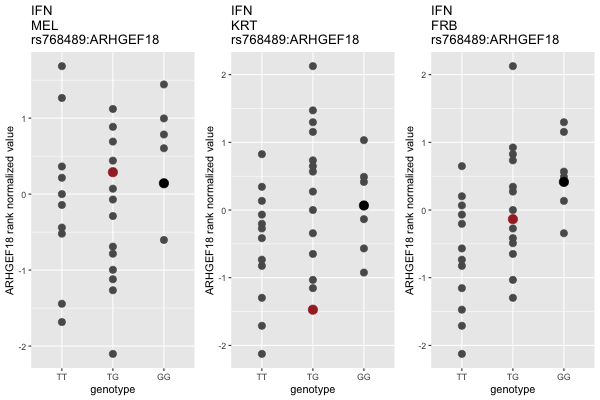 IFN
MEL
rs768489:ARHGEF18
ARHGEF18 rank normalized value
1
0
-1
-2
TT TG GG
genotype
IFN
KRT
rs768489:ARHGEF18
ARHGEF18 rank normalized value
2
1
0
-1
-2
TT TG GG
genotype
IFN
FRB
rs768489:ARHGEF18
ARHGEF18 rank normalized value
2
1
0
-1
-2
TT TG GG
genotype